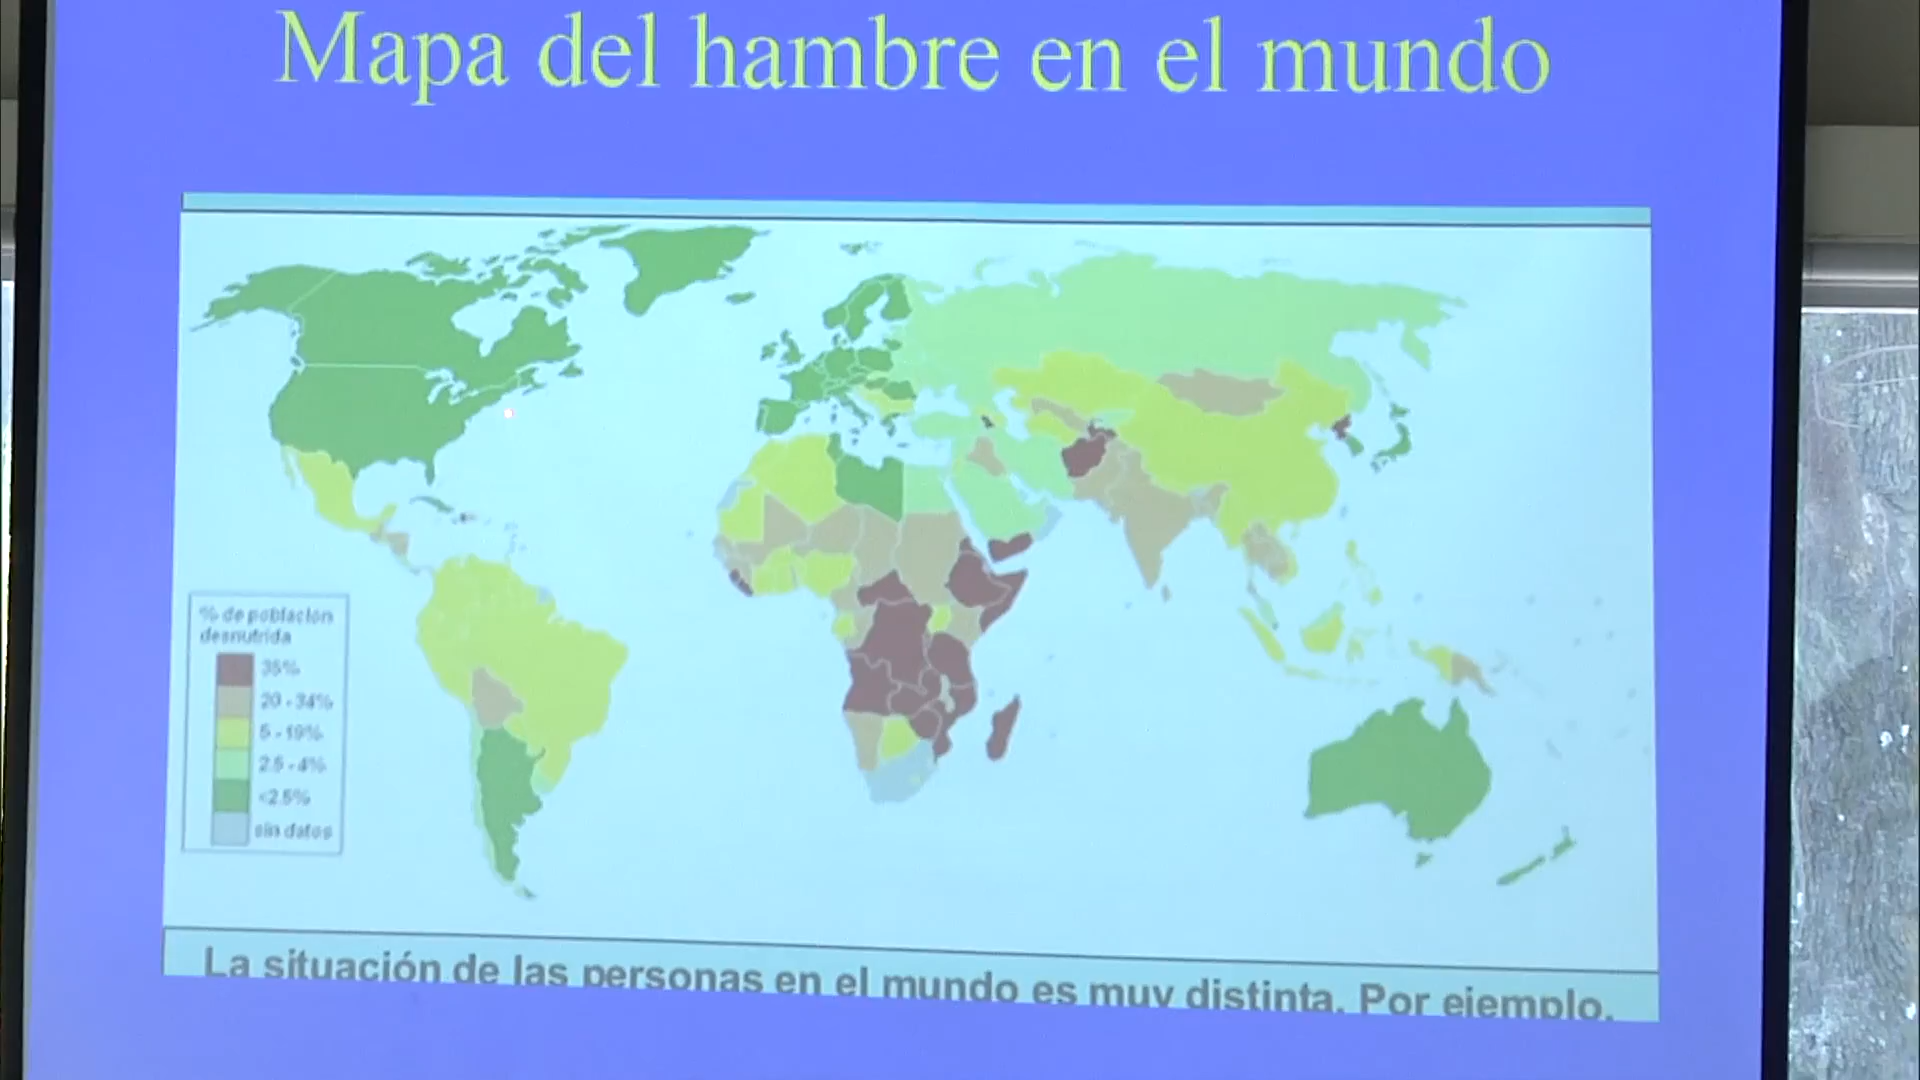 Mapa del hambre en el mundo
% de población
desnutrida
35%
20 - 34%
5 - 19%
2.5 - 4%
<2.5%
sin datos
La situación de las personas en el mundo es muy distinta. Por ejemplo,